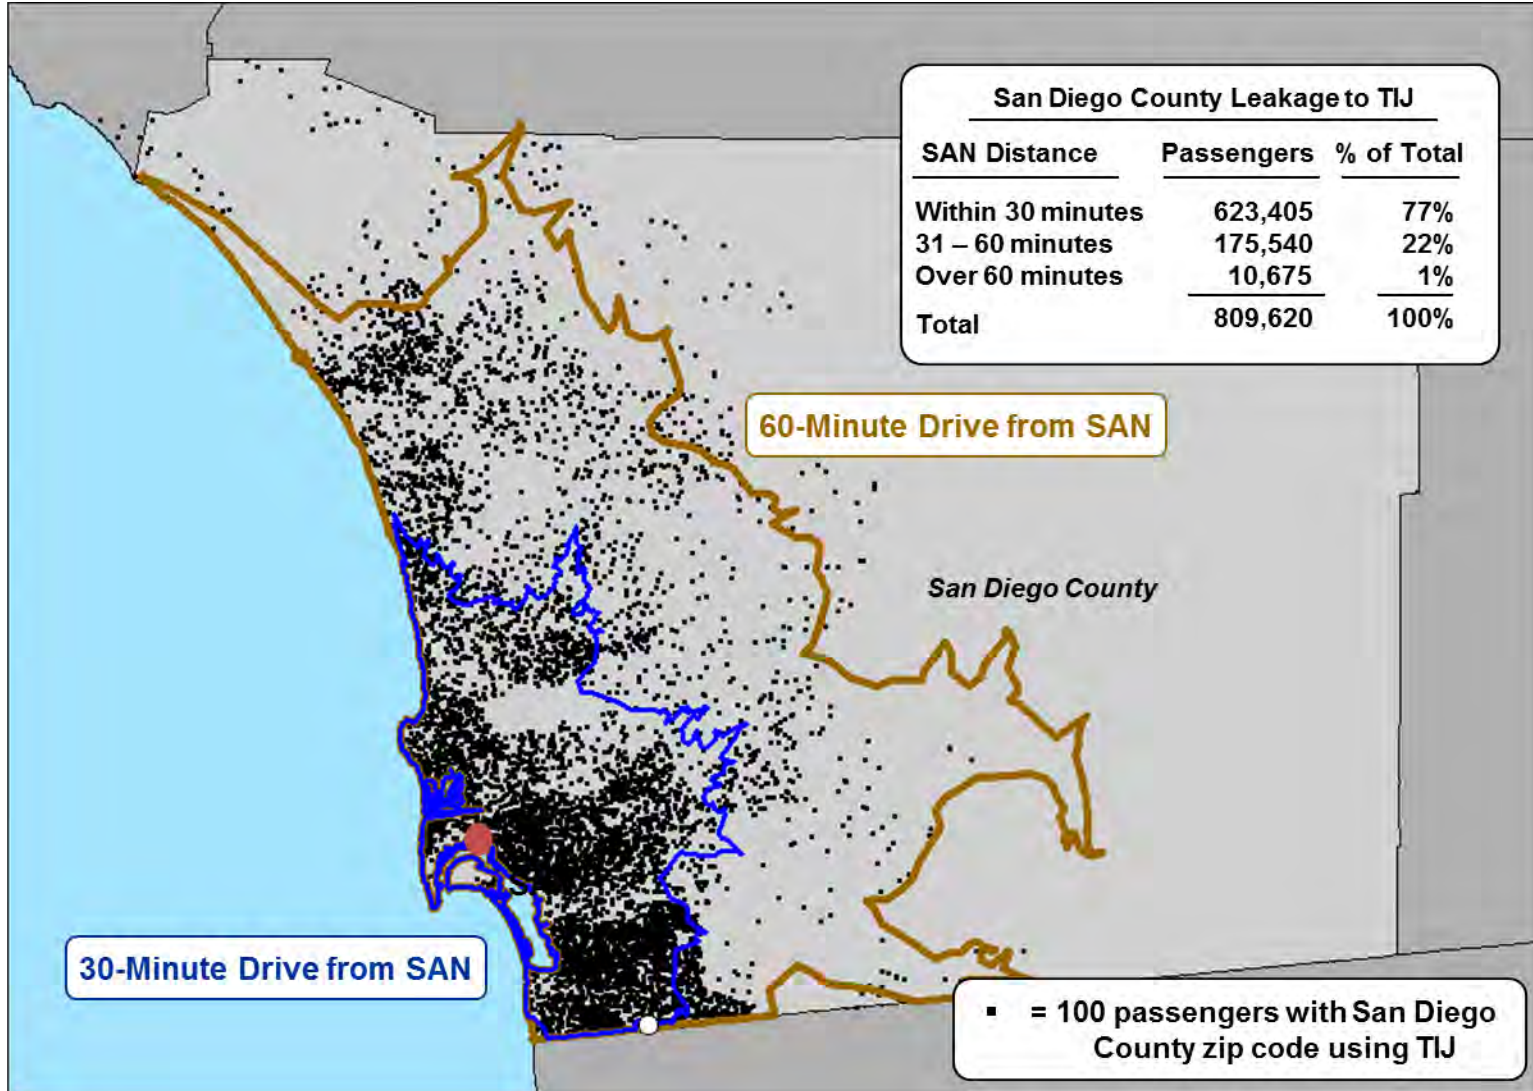 San Diego County Leakage to TIJ
SAN Distance Passengers % of Total
Within 30 minutes 623,405 77%
31 – 60 minutes 175,540 22%
Over 60 minutes 10,675 1%
Total 809,620 100%
60-Minute Drive from SAN
San Diego County
30-Minute Drive from SAN
= 100 passengers with San Diego
County zip code using TIJ